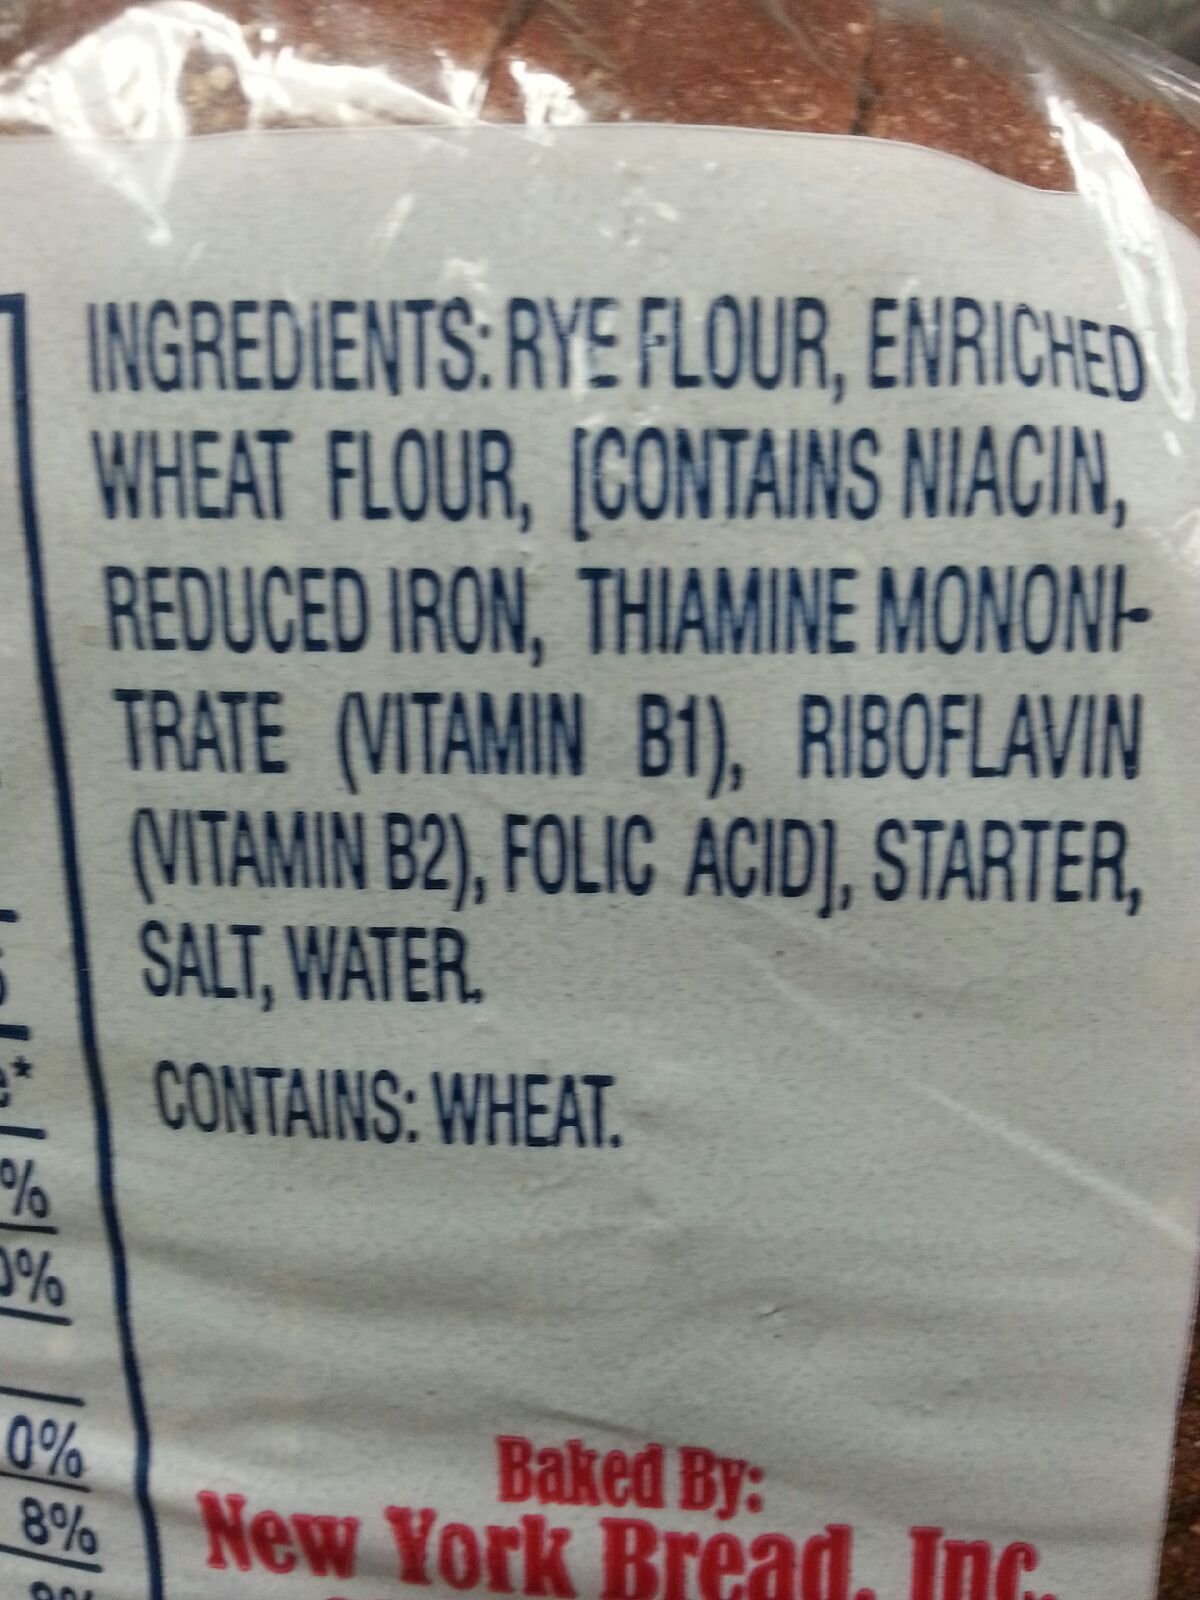 INGREDIENTS: RYE FLOUR, ENRICHED
WHEAT FLOUR, [CONTAINS NIACIN,
REDUCED IRON, THIAMINE MONONI-
TRATE (VITAMIN B1), RIBOFLAVIN
(VITAMIN B2), FOLIC ACID], STARTER,
SALT, WATER.
CONTAINS: WHEAT.
%
0%
0%
8%
Baked By:
New York Bread, Inc.